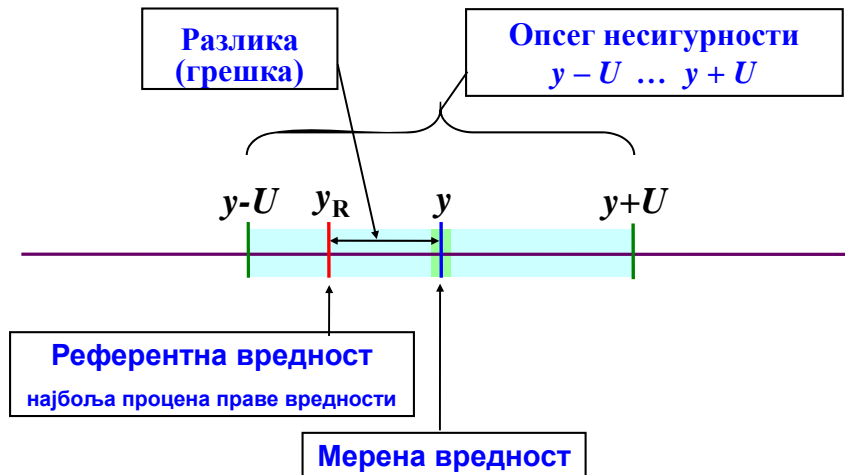 Разлика
(грешка)
Опсег несигурности
y – U … y + U
y-U
yR
y
y+U
Референтна вредност
најбоља процена праве вредности
Мерена вредност